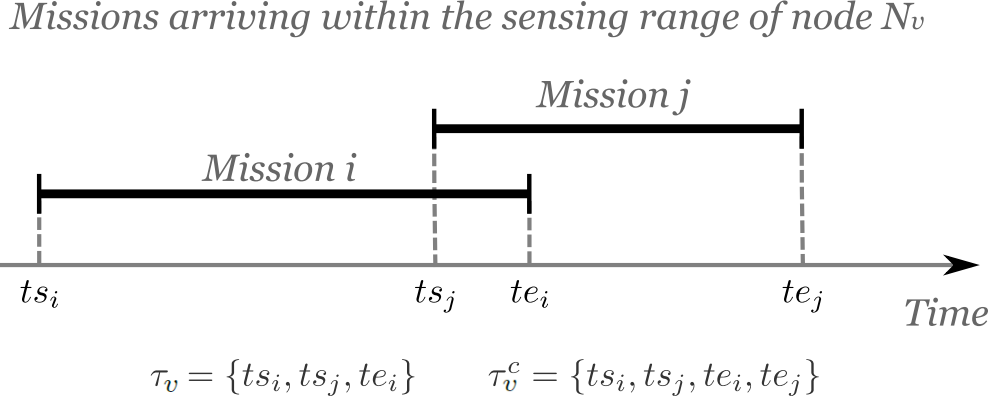 Missions arriving within the sensing range of node Nv
Mission j
Mission i
tsᵢ tsⱼ teᵢ teⱼ
Time
τᵥ = {tsᵢ, tsⱼ, teᵢ} τᵥᶜ = {tsᵢ, tsⱼ, teᵢ, teⱼ}